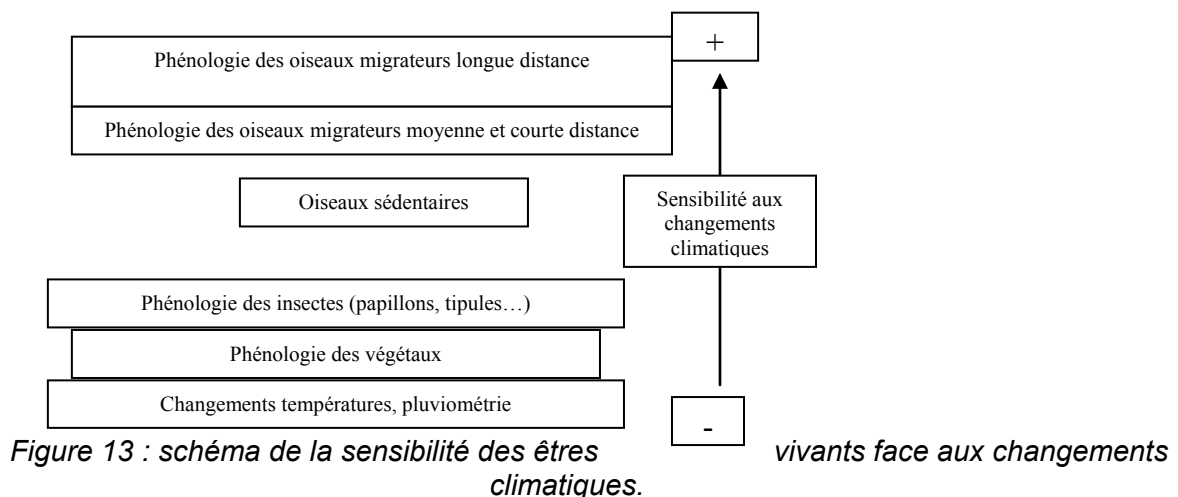 +
Phénologie des oiseaux migrateurs longue distance
Phénologie des oiseaux migrateurs moyenne et courte distance
Oiseaux sédentaires
Sensibilité aux
changements
climatiques
Phénologie des insectes (papillons, tipules…)
Phénologie des végétaux
Changements températures, pluviométrie
-
Figure 13 : schéma de la sensibilité des êtres vivants face aux changements
climatiques.